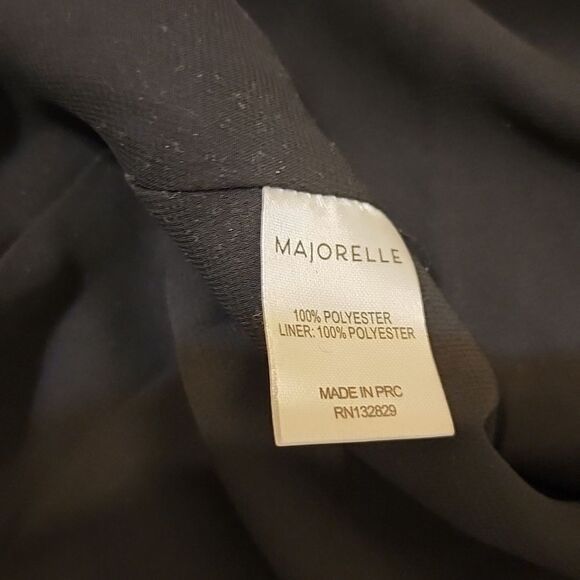 MAJORELLE
100% POLYESTER
LINER: 100% POLYESTER
MADE IN PRC
RN132829